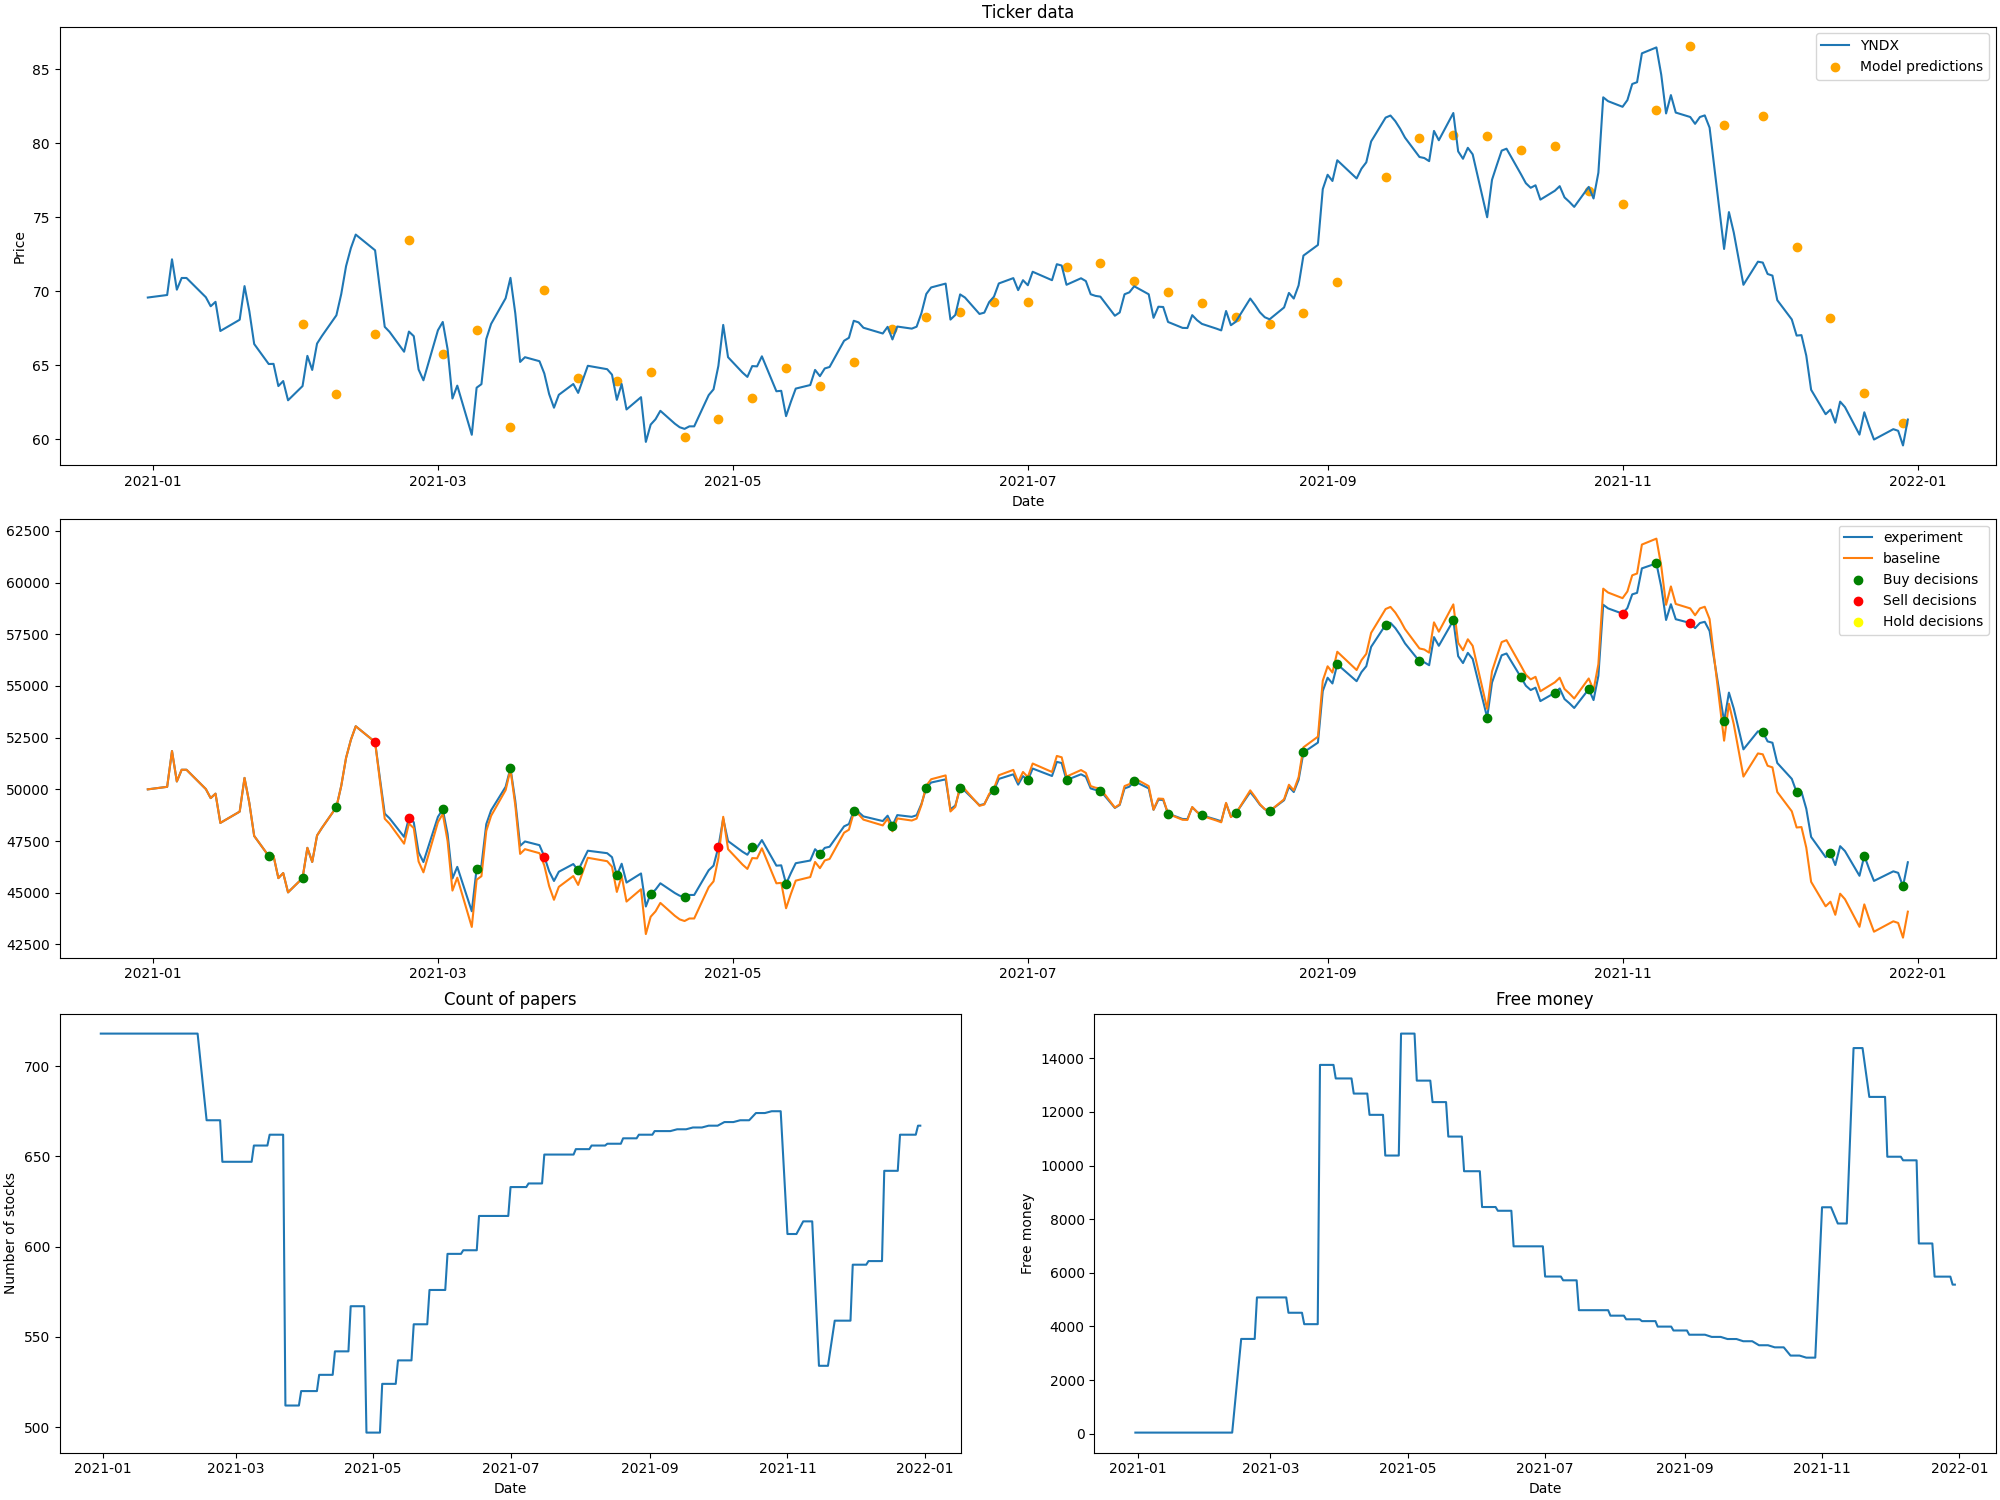 Ticker data
YNDX
Model predictions
85
80
75
70
65
60
Price
2021-01 2021-03 2021-05 2021-07 2021-09 2021-11 2022-01
Date
experiment
baseline
Buy decisions
Sell decisions
Hold decisions
62500
60000
57500
55000
52500
50000
47500
45000
42500
2021-01 2021-03 2021-05 2021-07 2021-09 2021-11 2022-01
Count of papers
700
650
600
550
500
Number of stocks
2021-01 2021-03 2021-05 2021-07 2021-09 2021-11 2022-01
Date
Free money
14000
12000
10000
8000
6000
4000
2000
0
Free money
2021-01 2021-03 2021-05 2021-07 2021-09 2021-11 2022-01
Date